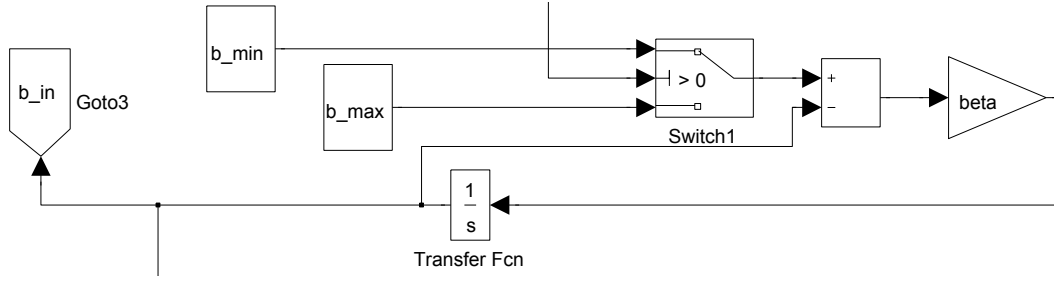 b_min
b_in
Goto3
b_max
> 0
Switch1
+
−
beta
1
s
Transfer Fcn